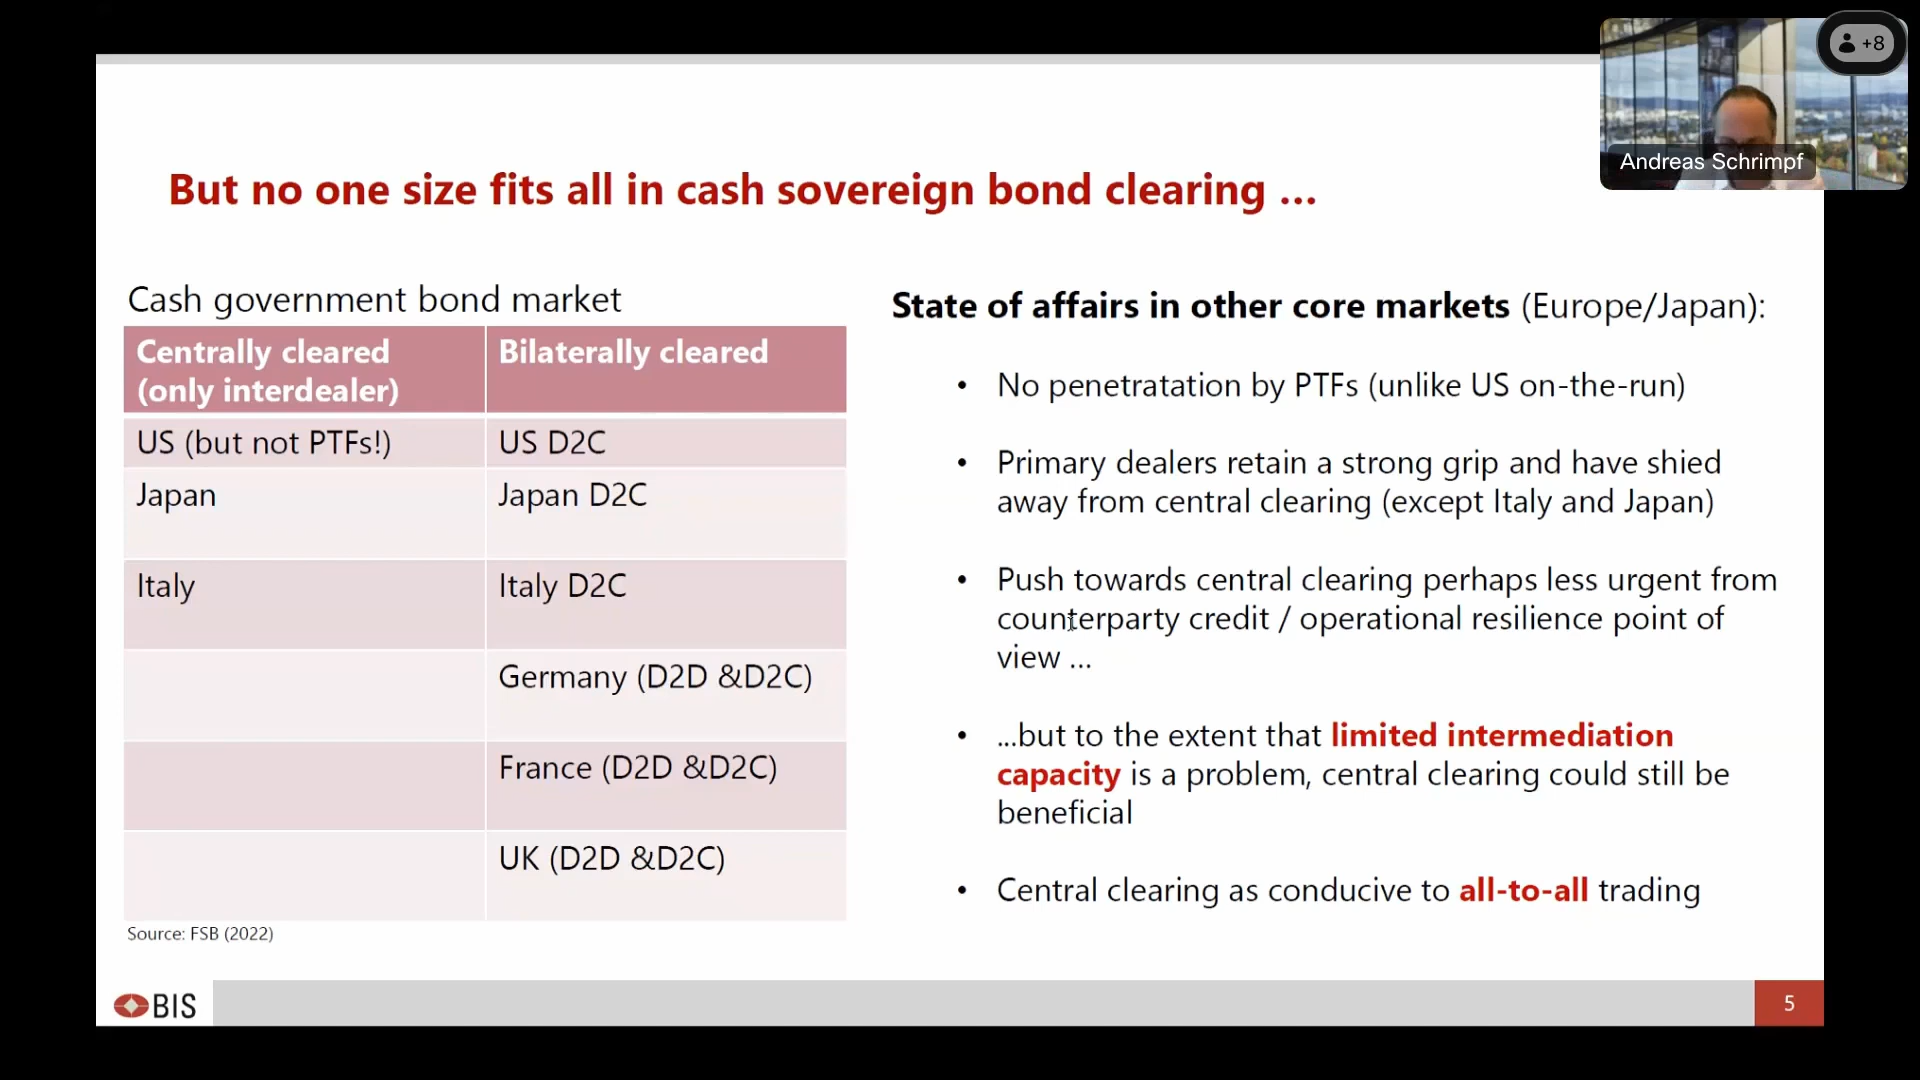 +8
Andreas Schrimpf
But no one size fits all in cash sovereign bond clearing ...
Cash government bond market
Centrally cleared
(only interdealer)
Bilaterally cleared
US (but not PTFs!)
US D2C
Japan
Japan D2C
Italy
Italy D2C
Germany (D2D &D2C)
France (D2D &D2C)
UK (D2D &D2C)
Source: FSB (2022)
State of affairs in other core markets (Europe/Japan):
• No penetratation by PTFs (unlike US on-the-run)
• Primary dealers retain a strong grip and have shied
away from central clearing (except Italy and Japan)
• Push towards central clearing perhaps less urgent from
counterparty credit / operational resilience point of
view ...
• ...but to the extent that limited intermediation
capacity is a problem, central clearing could still be
beneficial
• Central clearing as conducive to all-to-all trading
BIS
5